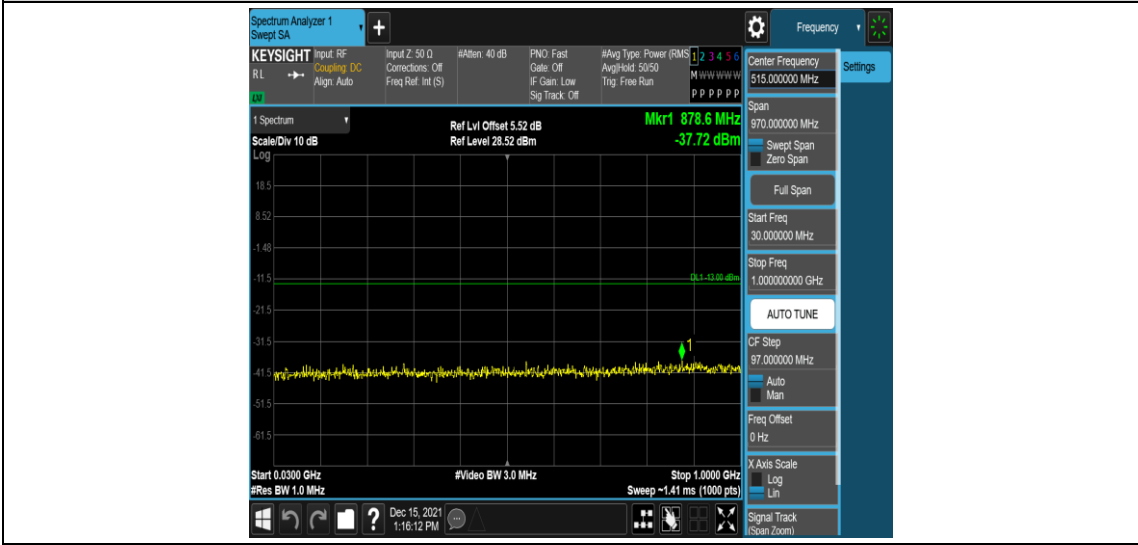 Spectrum Analyzer 1
Swept SA
+
Frequency
KEYSIGHT
RL
LM
Input: RF
Coupling: DC
Align: Auto
Input Z: 50 Ω
Corrections: Off
Freq Ref: Int (S)
#Atten: 40 dB
PNO: Fast
Gate: Off
IF Gain: Low
Sig Track: Off
#Avg Type: Power (RMS
Avg|Hold: 50/50
Trig: Free Run
1 2 3 4 5 6
M W W W W W
P P P P P P
Center Frequency
515.000000 MHz
Settings
Span
970.000000 MHz
Swept Span
Zero Span
Full Span
Start Freq
30.000000 MHz
Stop Freq
1.000000000 GHz
AUTO TUNE
CF Step
97.000000 MHz
Auto
Man
Freq Offset
0 Hz
X Axis Scale
Log
Lin
Signal Track
(Span Zoom)
1 Spectrum
Scale/Div 10 dB
Log
Ref Lvl Offset 5.52 dB
Ref Level 28.52 dBm
Mkr1 878.6 MHz
-37.72 dBm
18.5
8.52
-1.48
-11.5
DL1 -13.00 dBm
-21.5
-31.5
1
-41.5
-51.5
-61.5
Start 0.0300 GHz
#Video BW 3.0 MHz
Stop 1.0000 GHz
#Res BW 1.0 MHz
Sweep ~1.41 ms (1000 pts)
?
Dec 15, 2021
1:16:12 PM